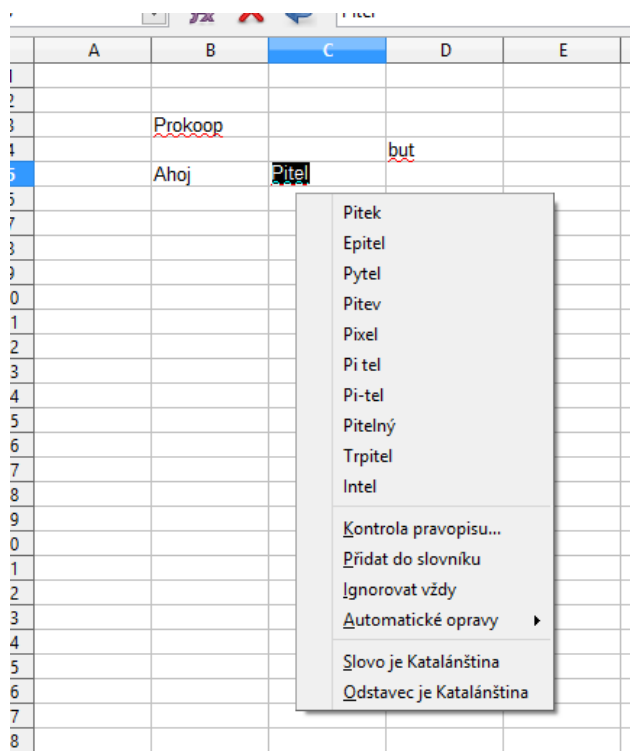 Pitel
A B C D E
Prokoop
but
Ahoj Pitel
Pitek
Epitel
Pytel
Pitev
Pixel
Pi tel
Pi-tel
Pitelný
Trpitel
Intel
Kontrola pravopisu...
Přidat do slovníku
Ignorovat vždy
Automatické opravy
Slovo je Katalánština
Odstavec je Katalánština